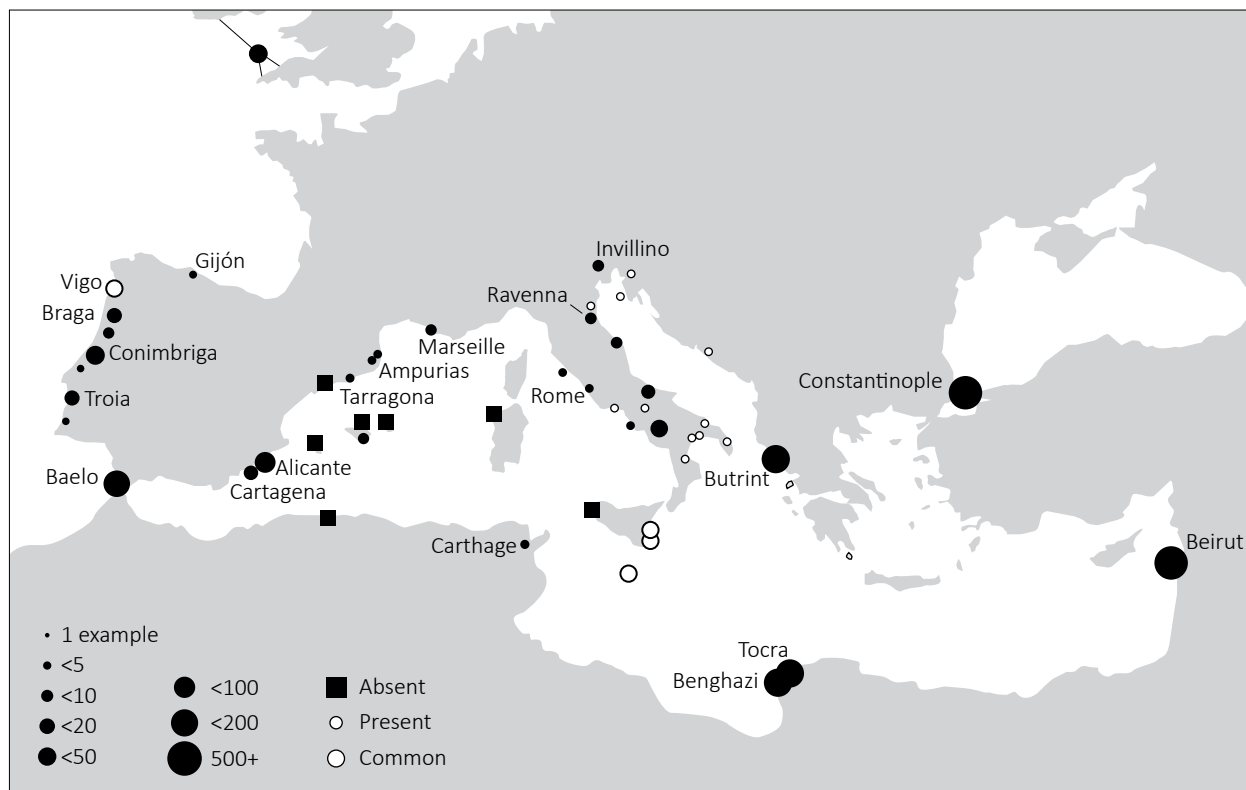 Gijón
Vigo
Braga
Conimbriga
Troia
Baelo
Invillino
Ravenna
Marseille
Ampurias
Tarragona
Rome
Alicante
Cartagena
Carthage
Constantinople
Butrint
Beirut
Tocra
Benghazi
1 example
<5
<10
<20
<50
<100
<200
500+
Absent
Present
Common